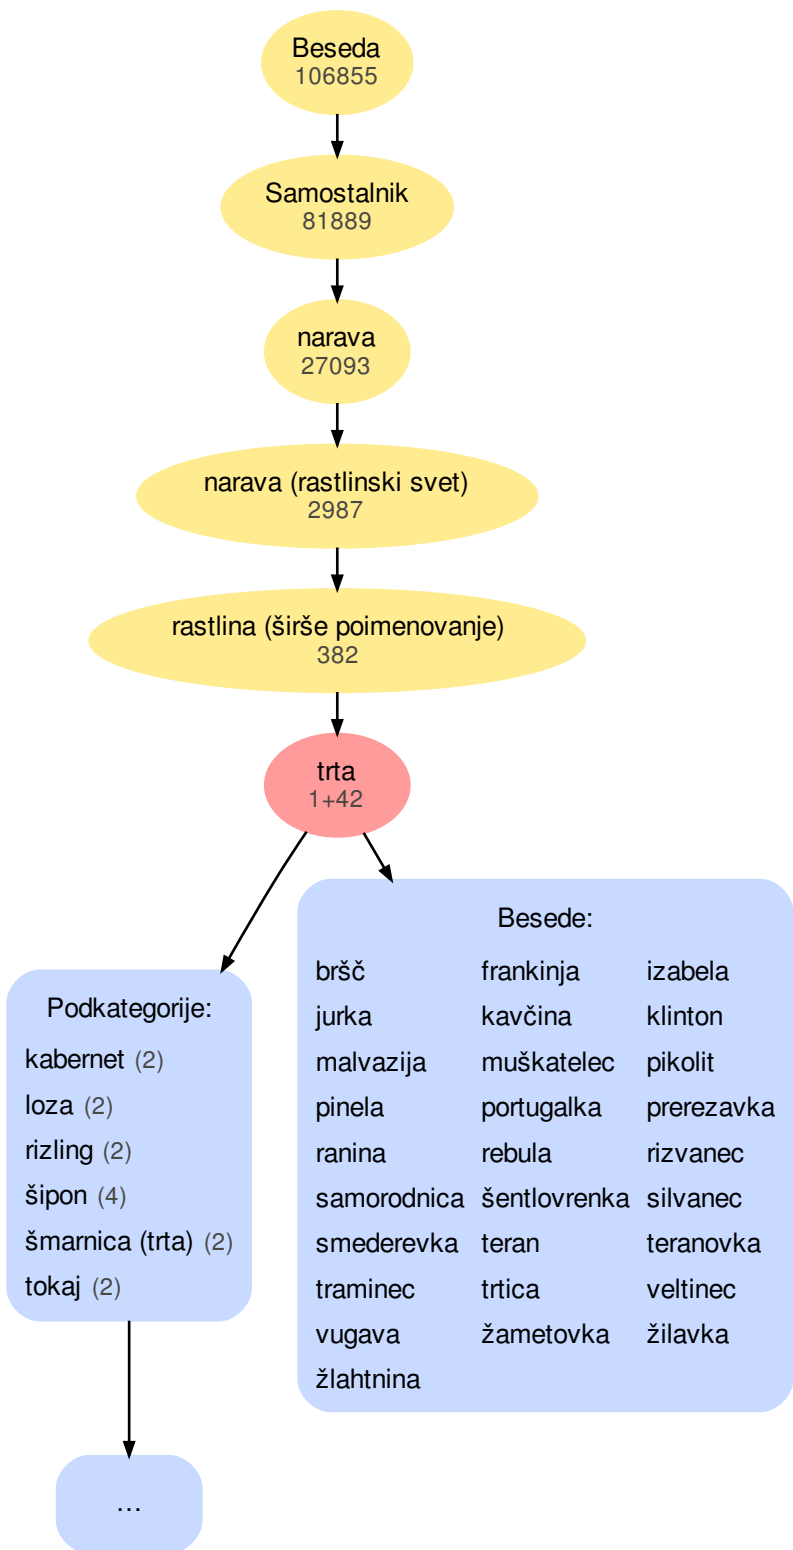 Beseda
106855
Samostalnik
81889
narava
27093
narava (rastlinski svet)
2987
rastlina (širše poimenovanje)
382
trta
1+42
Podkategorije:
kabernet (2)
loza (2)
rizling (2)
šipon (4)
šmarnica (trta) (2)
tokaj (2)
...
Besede:
bršč frankinja izabela
jurka kavčina klinton
malvazija muškatelec pikolit
pinela portugalka prerezavka
ranina rebula rizvanec
samorodnica šentlovrenka silvanec
smederevka teran teranovka
traminec trtica veltinec
vugava žametovka žilavka
žlahtnina